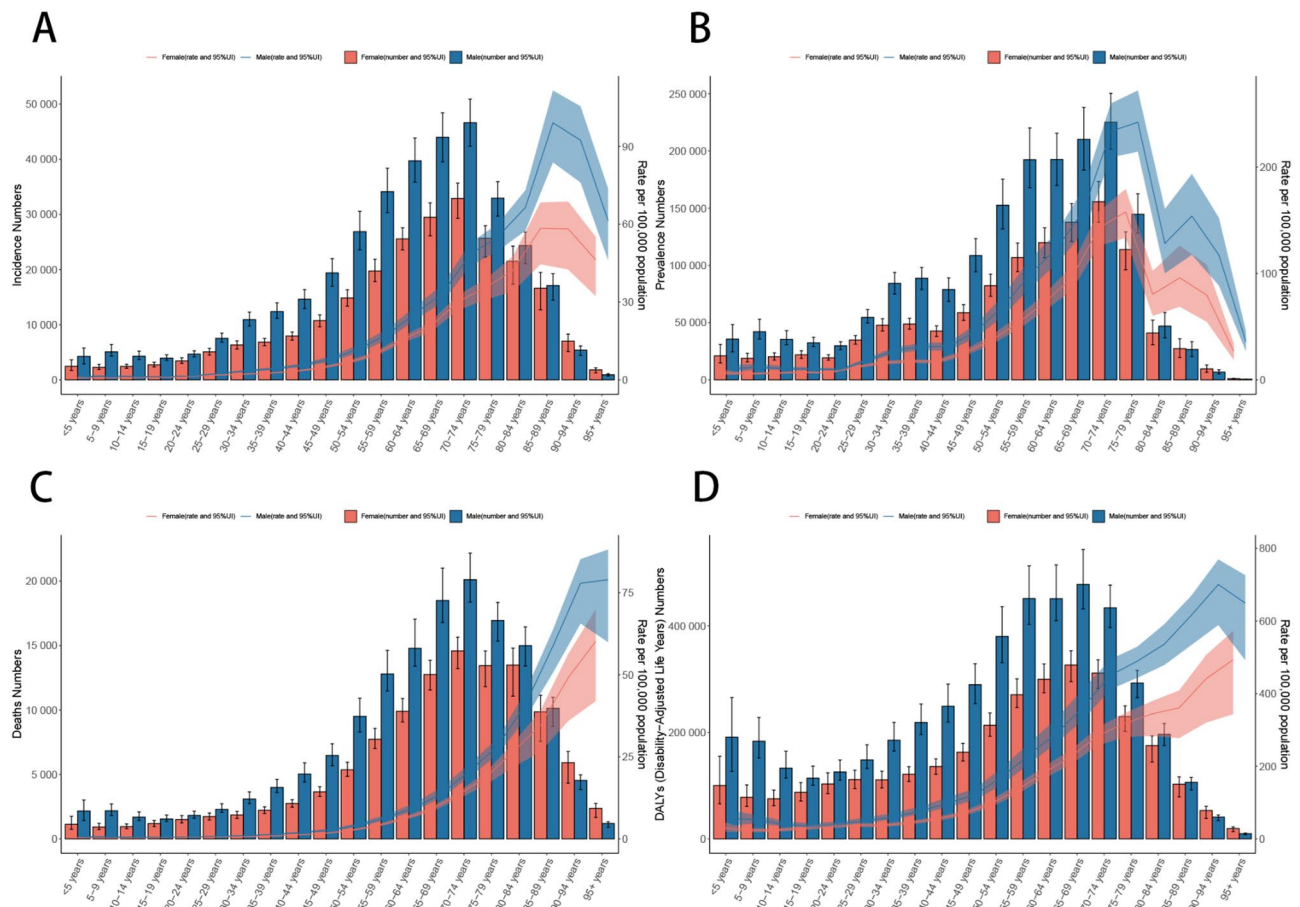 A
Female(rate and 95%UI) Male(rate and 95%UI) Female(number and 95%UI) Male(number and 95%UI)
Incidence Numbers
50 000
40 000
30 000
20 000
10 000
0
90
60
30
0
Rate per 100,000 population
<5 years
5−9 years
10−14 years
15−19 years
20−24 years
25−29 years
30−34 years
35−39 years
40−44 years
45−49 years
50−54 years
55−59 years
60−64 years
65−69 years
70−74 years
75−79 years
80−84 years
85−89 years
90−94 years
95+ years
B
Female(rate and 95%UI) Male(rate and 95%UI) Female(number and 95%UI) Male(number and 95%UI)
Prevalence Numbers
250 000
200 000
150 000
100 000
50 000
0
200
100
0
Rate per 100,000 population
<5 years
5−9 years
10−14 years
15−19 years
20−24 years
25−29 years
30−34 years
35−39 years
40−44 years
45−49 years
50−54 years
55−59 years
60−64 years
65−69 years
70−74 years
75−79 years
80−84 years
85−89 years
90−94 years
95+ years
C
Female(rate and 95%UI) Male(rate and 95%UI) Female(number and 95%UI) Male(number and 95%UI)
Deaths Numbers
20 000
15 000
10 000
5 000
0
75
50
25
0
Rate per 100,000 population
<5 years
5−9 years
10−14 years
15−19 years
20−24 years
25−29 years
30−34 years
35−39 years
40−44 years
45−49 years
50−54 years
55−59 years
60−64 years
65−69 years
70−74 years
75−79 years
80−84 years
85−89 years
90−94 years
95+ years
D
Female(rate and 95%UI) Male(rate and 95%UI) Female(number and 95%UI) Male(number and 95%UI)
DALYs (Disability−Adjusted Life Years) Numbers
400 000
200 000
0
800
600
400
200
0
Rate per 100,000 population
<5 years
5−9 years
10−14 years
15−19 years
20−24 years
25−29 years
30−34 years
35−39 years
40−44 years
45−49 years
50−54 years
55−59 years
60−64 years
65−69 years
70−74 years
75−79 years
80−84 years
85−89 years
90−94 years
95+ years